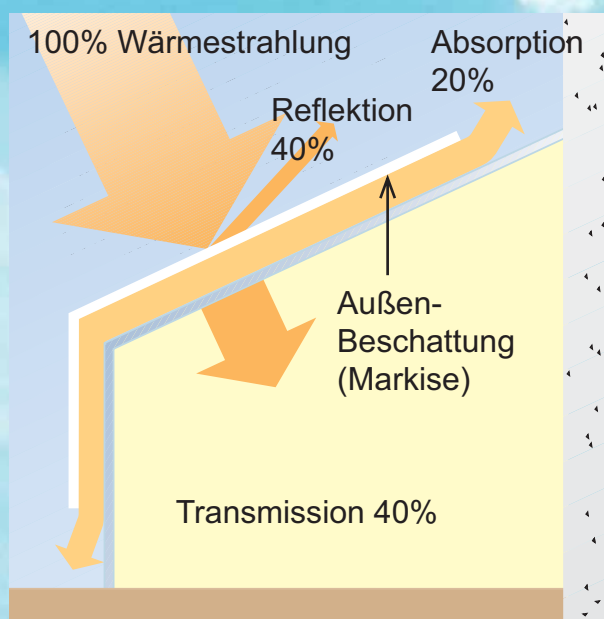 100% Wärmestrahlung
Absorption
20%
Reflektion
40%
Außen-
Beschattung
(Markise)
Transmission 40%